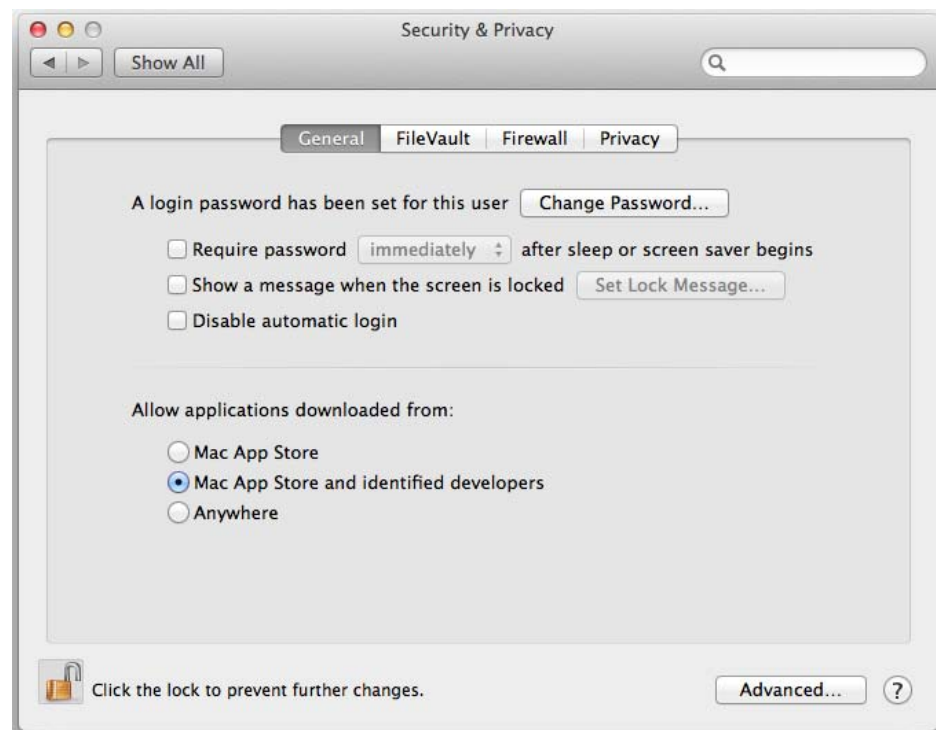 Security & Privacy
Show All
General FileVault Firewall Privacy
A login password has been set for this user Change Password...
Require password immediately after sleep or screen saver begins
Show a message when the screen is locked Set Lock Message...
Disable automatic login
Allow applications downloaded from:
Mac App Store
Mac App Store and identified developers
Anywhere
Click the lock to prevent further changes. Advanced... ?